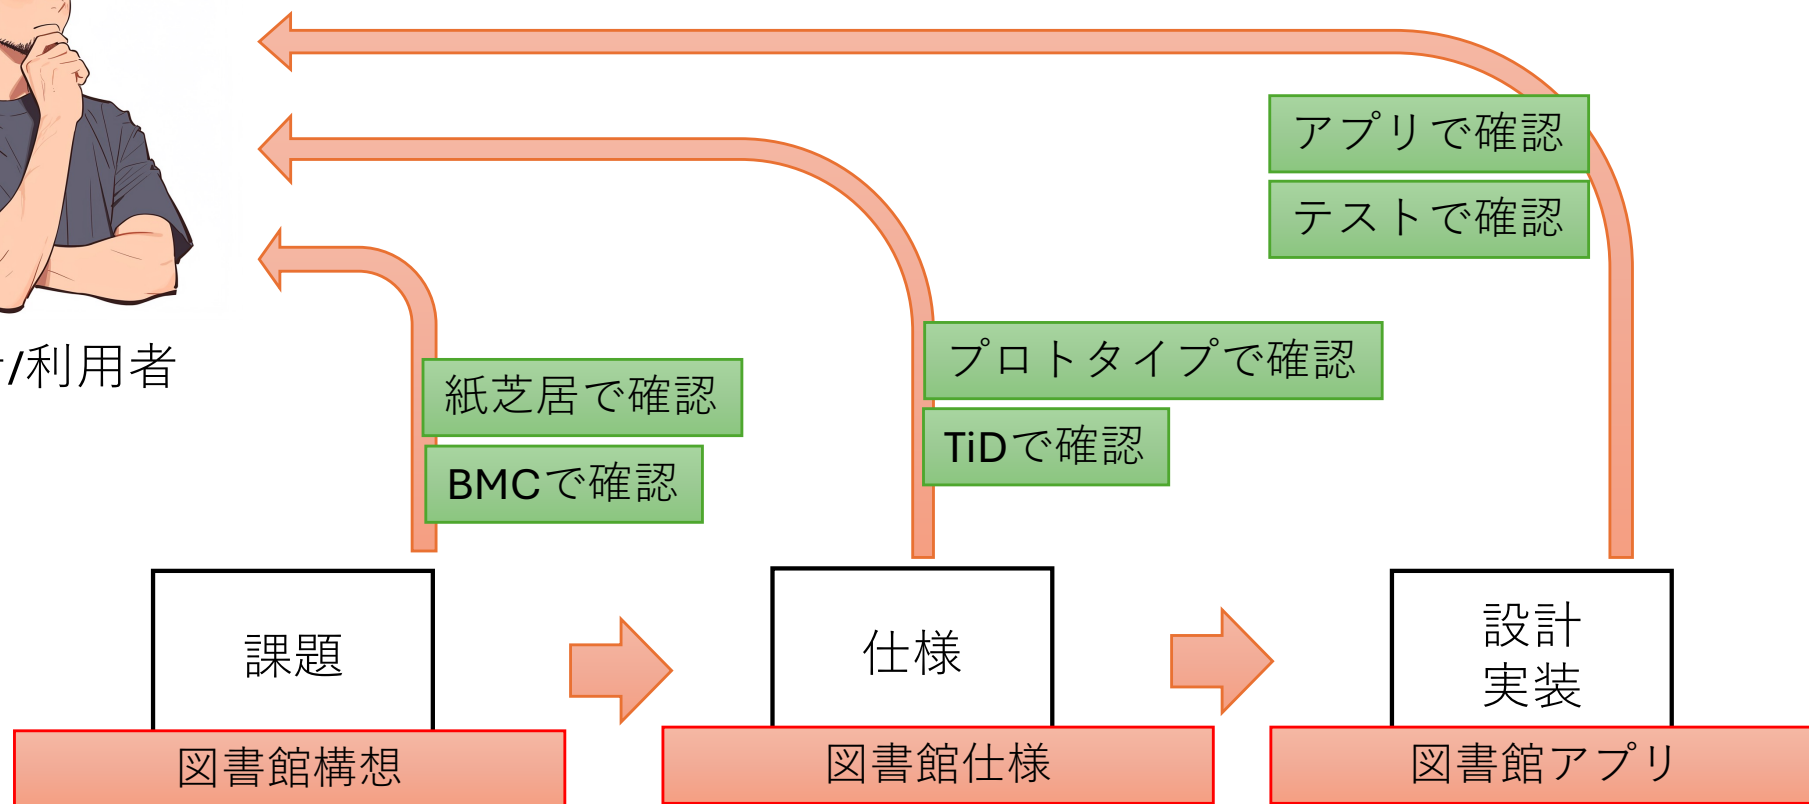 アプリで確認
テストで確認
/利用者
プロトタイプで確認
TiDで確認
紙芝居で確認
BMCで確認
課題
仕様
設計
実装
図書館構想
図書館仕様
図書館アプリ